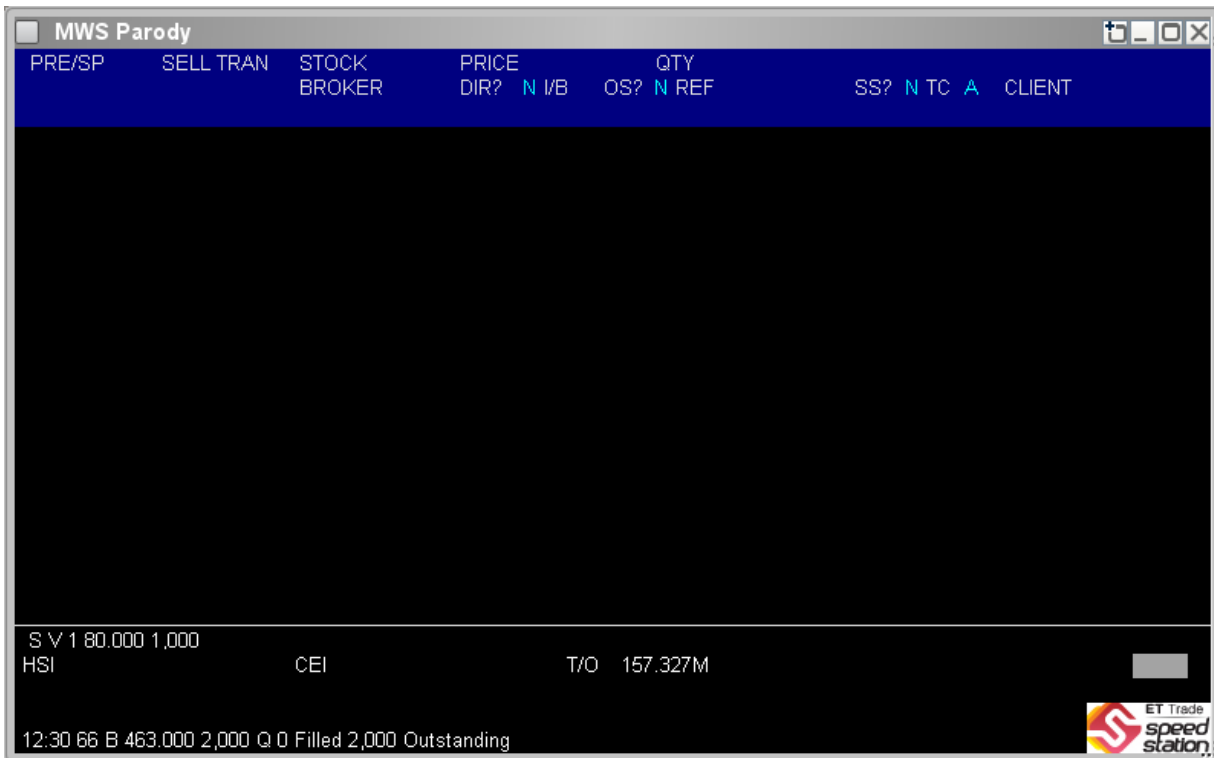 MWS Parody
PRE/SP SELL TRAN STOCK PRICE QTY
BROKER DIR? N I/B OS? N REF SS? N TC A CLIENT
S V 1 80.000 1,000
HSI CEI T/O 157.327M
ET Trade
speed
station
12:30 66 B 463.000 2,000 Q 0 Filled 2,000 Outstanding